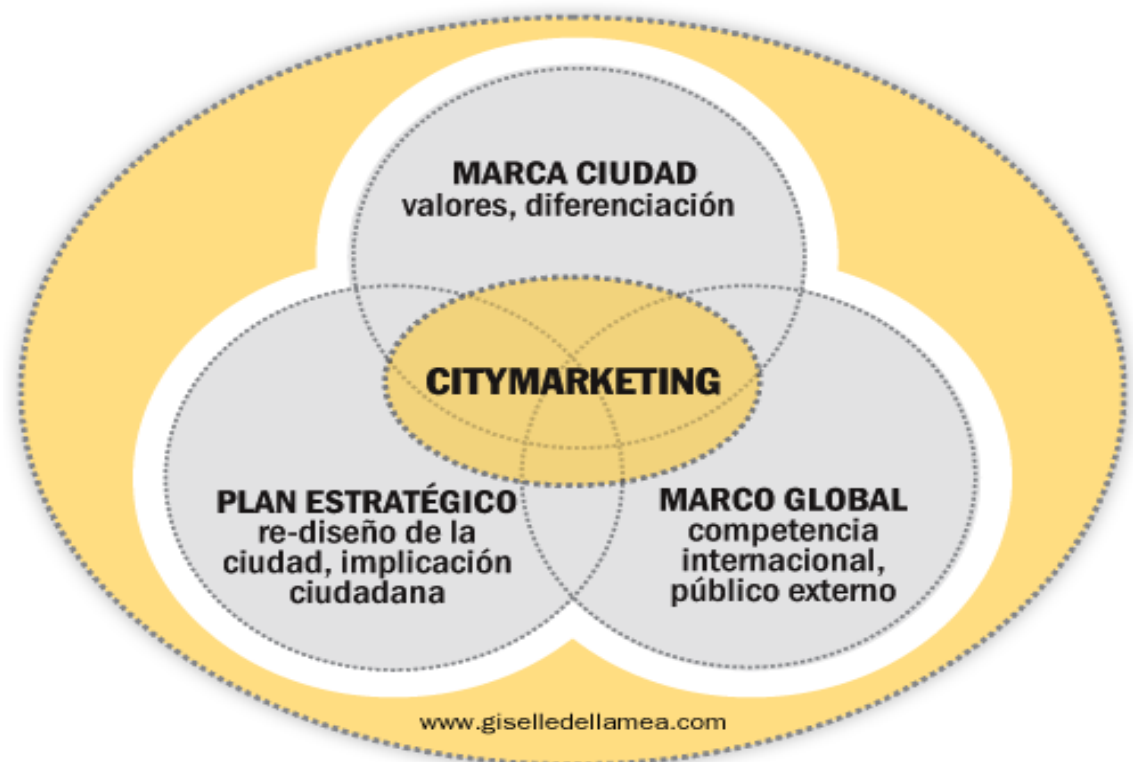 MARCA CIUDAD
valores, diferenciación
CITYMARKETING
PLAN ESTRATÉGICO
re-diseño de la
ciudad, implicación
ciudadana
MARCO GLOBAL
competencia
internacional,
público externo
www.giselledellamea.com